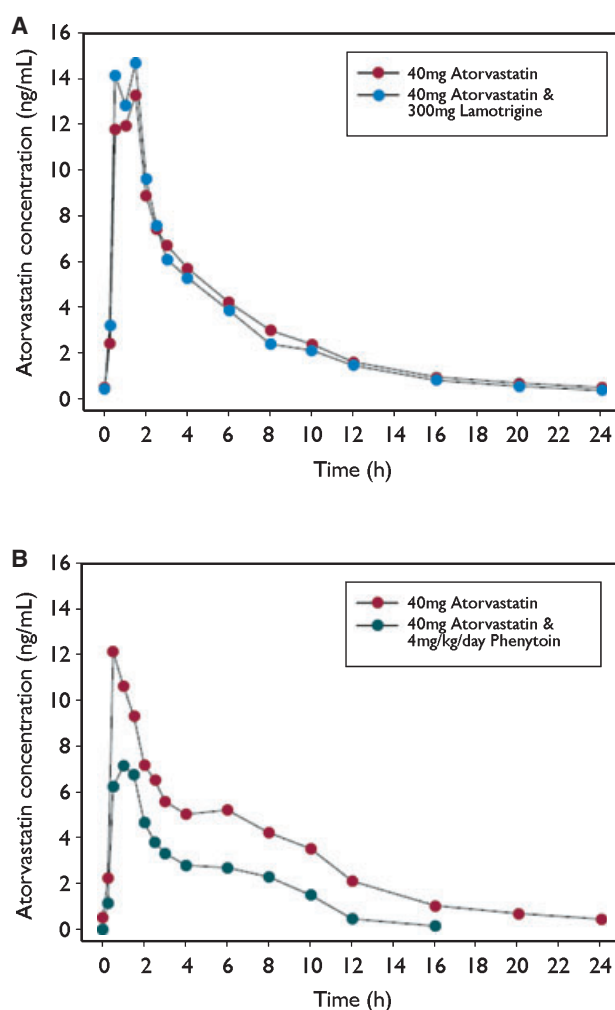 A
16
14
12
10
8
6
4
2
0
Atorvastatin concentration (ng/mL)
40mg Atorvastatin
40mg Atorvastatin &
300mg Lamotrigine
0 2 4 6 8 10 12 14 16 18 20 22 24
Time (h)
B
16
14
12
10
8
6
4
2
0
Atorvastatin concentration (ng/mL)
40mg Atorvastatin
40mg Atorvastatin &
4mg/kg/day Phenytoin
0 2 4 6 8 10 12 14 16 18 20 22 24
Time (h)